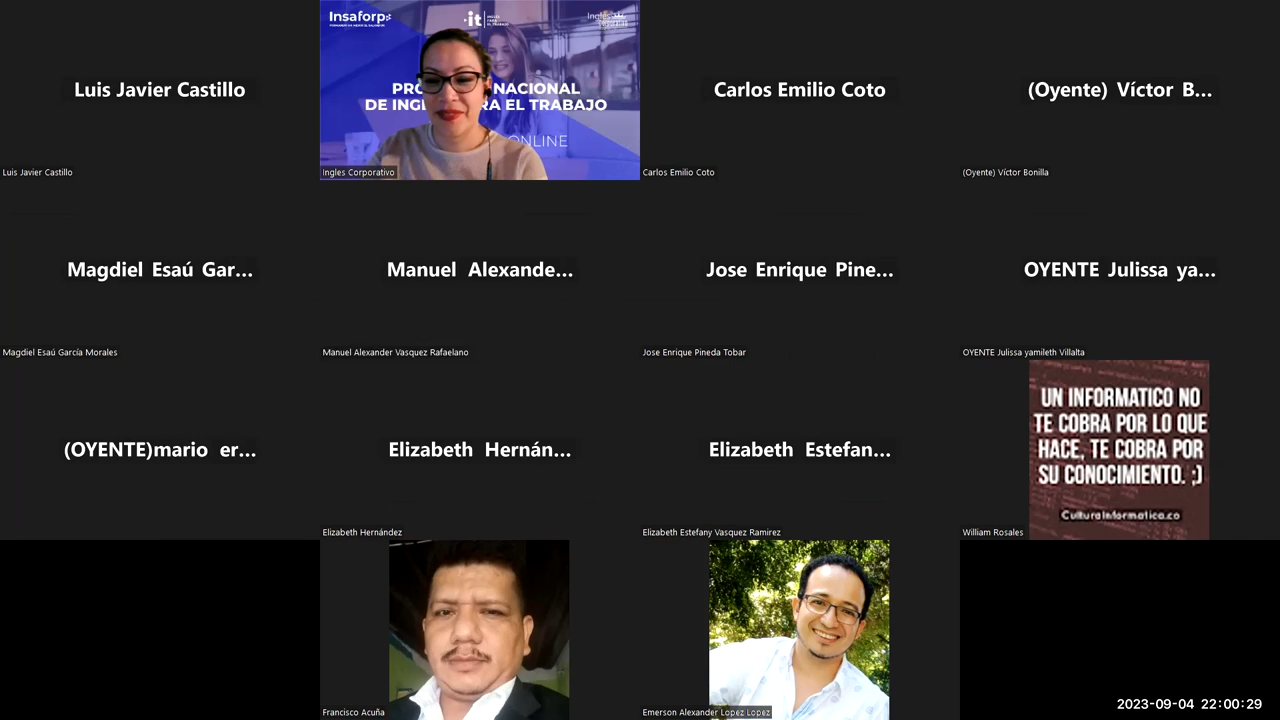 Luis Javier Castillo
Luis Javier Castillo
Insaforp
·it
INGLÉS
PARA
EL TRABAJO
PRO NACIONAL
DE INGL RA EL TRABAJO
ONLINE
Ingles Corporativo
Carlos Emilio Coto
Carlos Emilio Coto
(Oyente) Víctor B...
(Oyente) Víctor Bonilla
Magdiel Esaú Gar...
Magdiel Esaú García Morales
Manuel Alexande...
Manuel Alexander Vasquez Rafaelano
Jose Enrique Pine...
Jose Enrique Pineda Tobar
OYENTE Julissa ya...
OYENTE Julissa yamileth Villalta
(OYENTE)mario er...
Elizabeth Hernán...
Elizabeth Hernández
Elizabeth Estefan...
Elizabeth Estefany Vasquez Ramirez
UN INFORMATICO NO
TE COBRA POR LO QUE
HACE, TE COBRA POR
SU CONOCIMIENTO. ;)
CulturaInformatica.co
William Rosales
Francisco Acuña
Emerson Alexander Lopez Lopez
2023-09-04 22:00:29